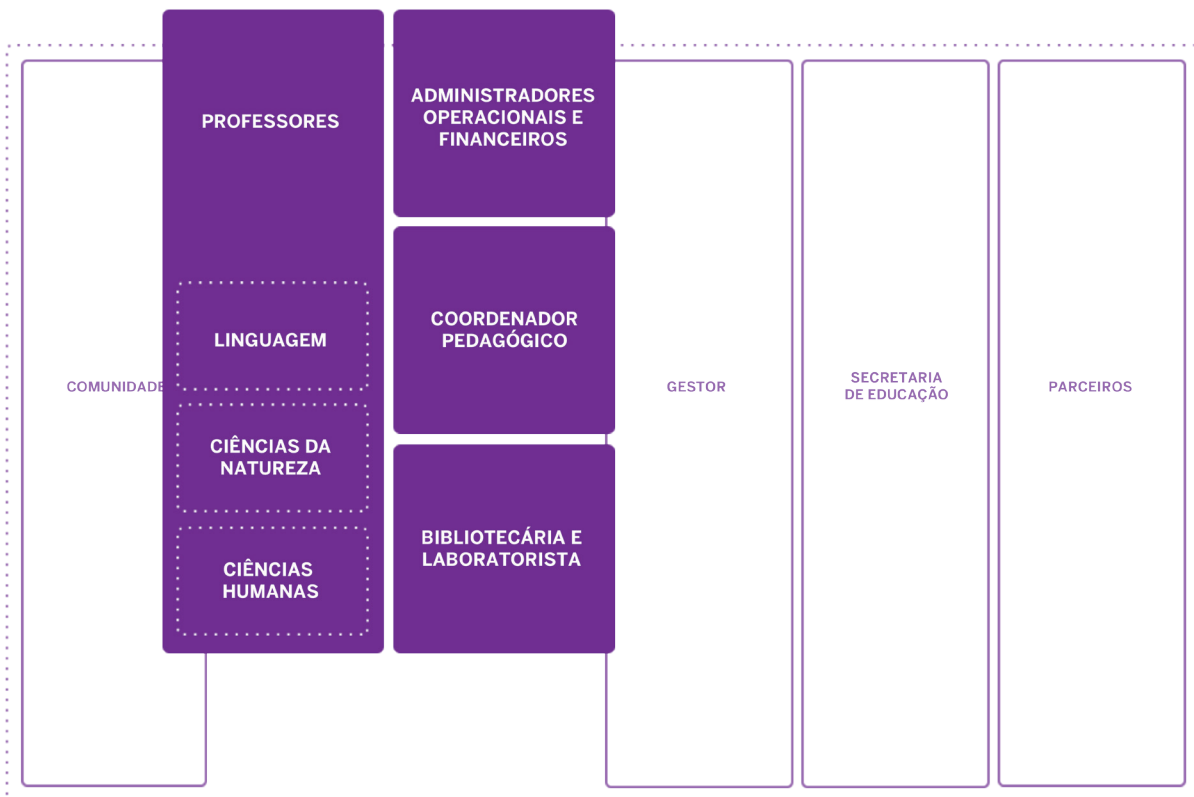 COMUNIDADE
PROFESSORES
LINGUAGEM
CIÊNCIAS DA
NATUREZA
CIÊNCIAS
HUMANAS
ADMINISTRADORES
OPERACIONAIS E
FINANCEIROS
COORDENADOR
PEDAGÓGICO
BIBLIOTECÁRIA E
LABORATORISTA
GESTOR
SECRETARIA
DE EDUCAÇÃO
PARCEIROS